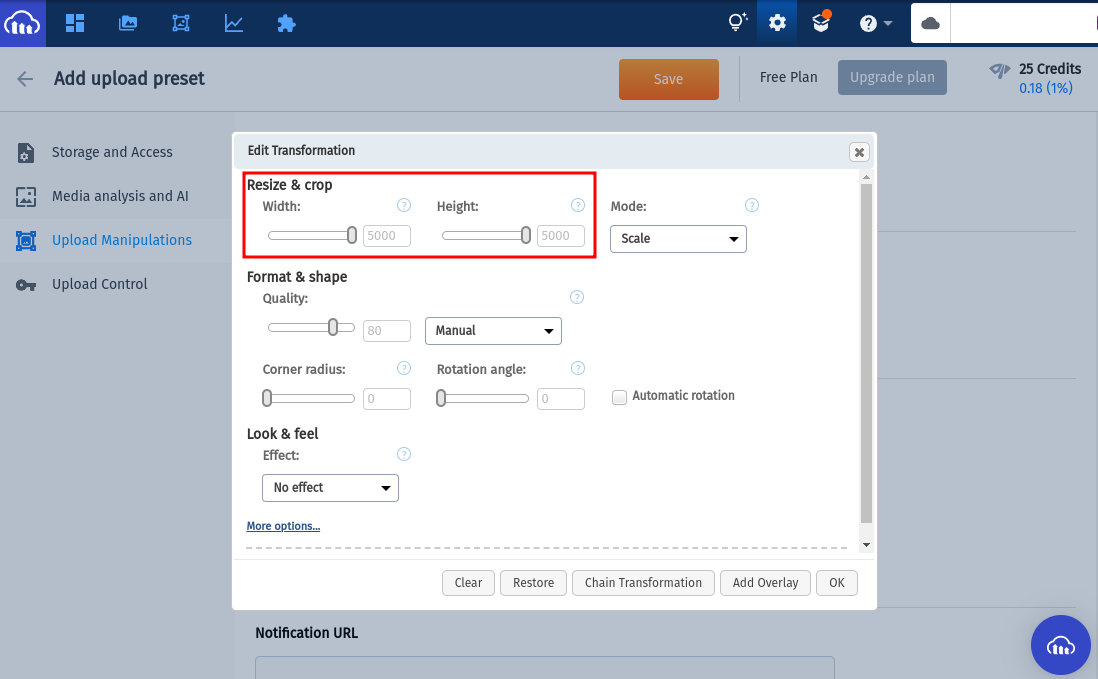 Add upload preset
Save
Free Plan
Upgrade plan
25 Credits
0.18 (1%)
Storage and Access
Media analysis and AI
Upload Manipulations
Upload Control
Edit Transformation
Resize & crop
Width: ? Height: ? Mode: ?
5000 5000 Scale
Format & shape
Quality: ?
80 Manual
Corner radius: ? Rotation angle: ?
0 0 Automatic rotation
Look & feel
Effect: ?
No effect
More options...
Clear Restore Chain Transformation Add Overlay OK
Notification URL